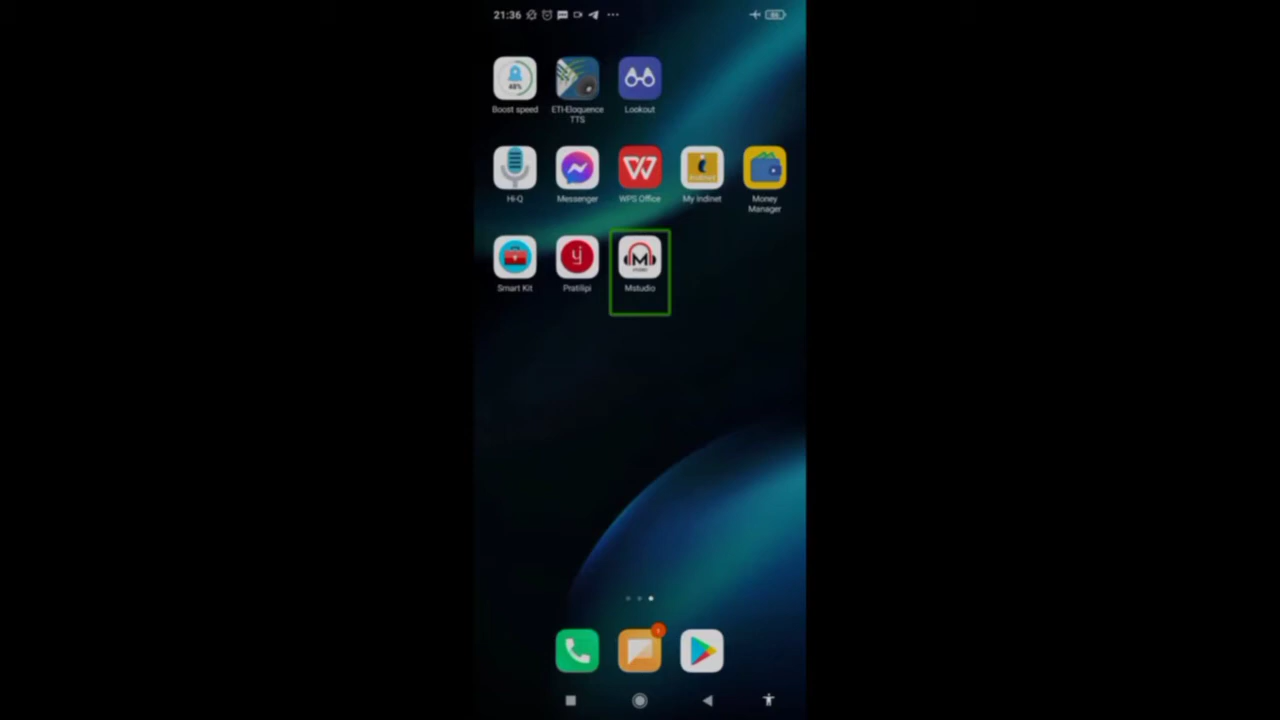 21:36
48%
Boost speed
ETI-Eloquence
TTS
Lookout
Hi-Q
Messenger
WPS Office
My Indinet
Money
Manager
Smart Kit
Pratilipi
M
Mstudio